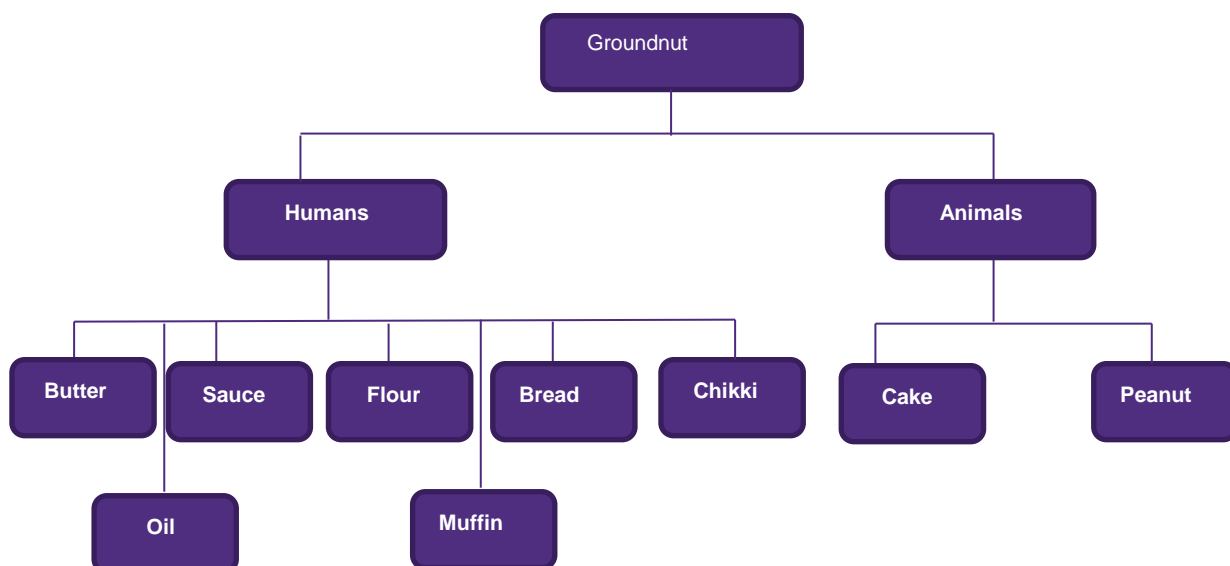 Groundnut
Humans
Animals
Butter
Sauce
Flour
Bread
Chikki
Cake
Peanut
Oil
Muffin